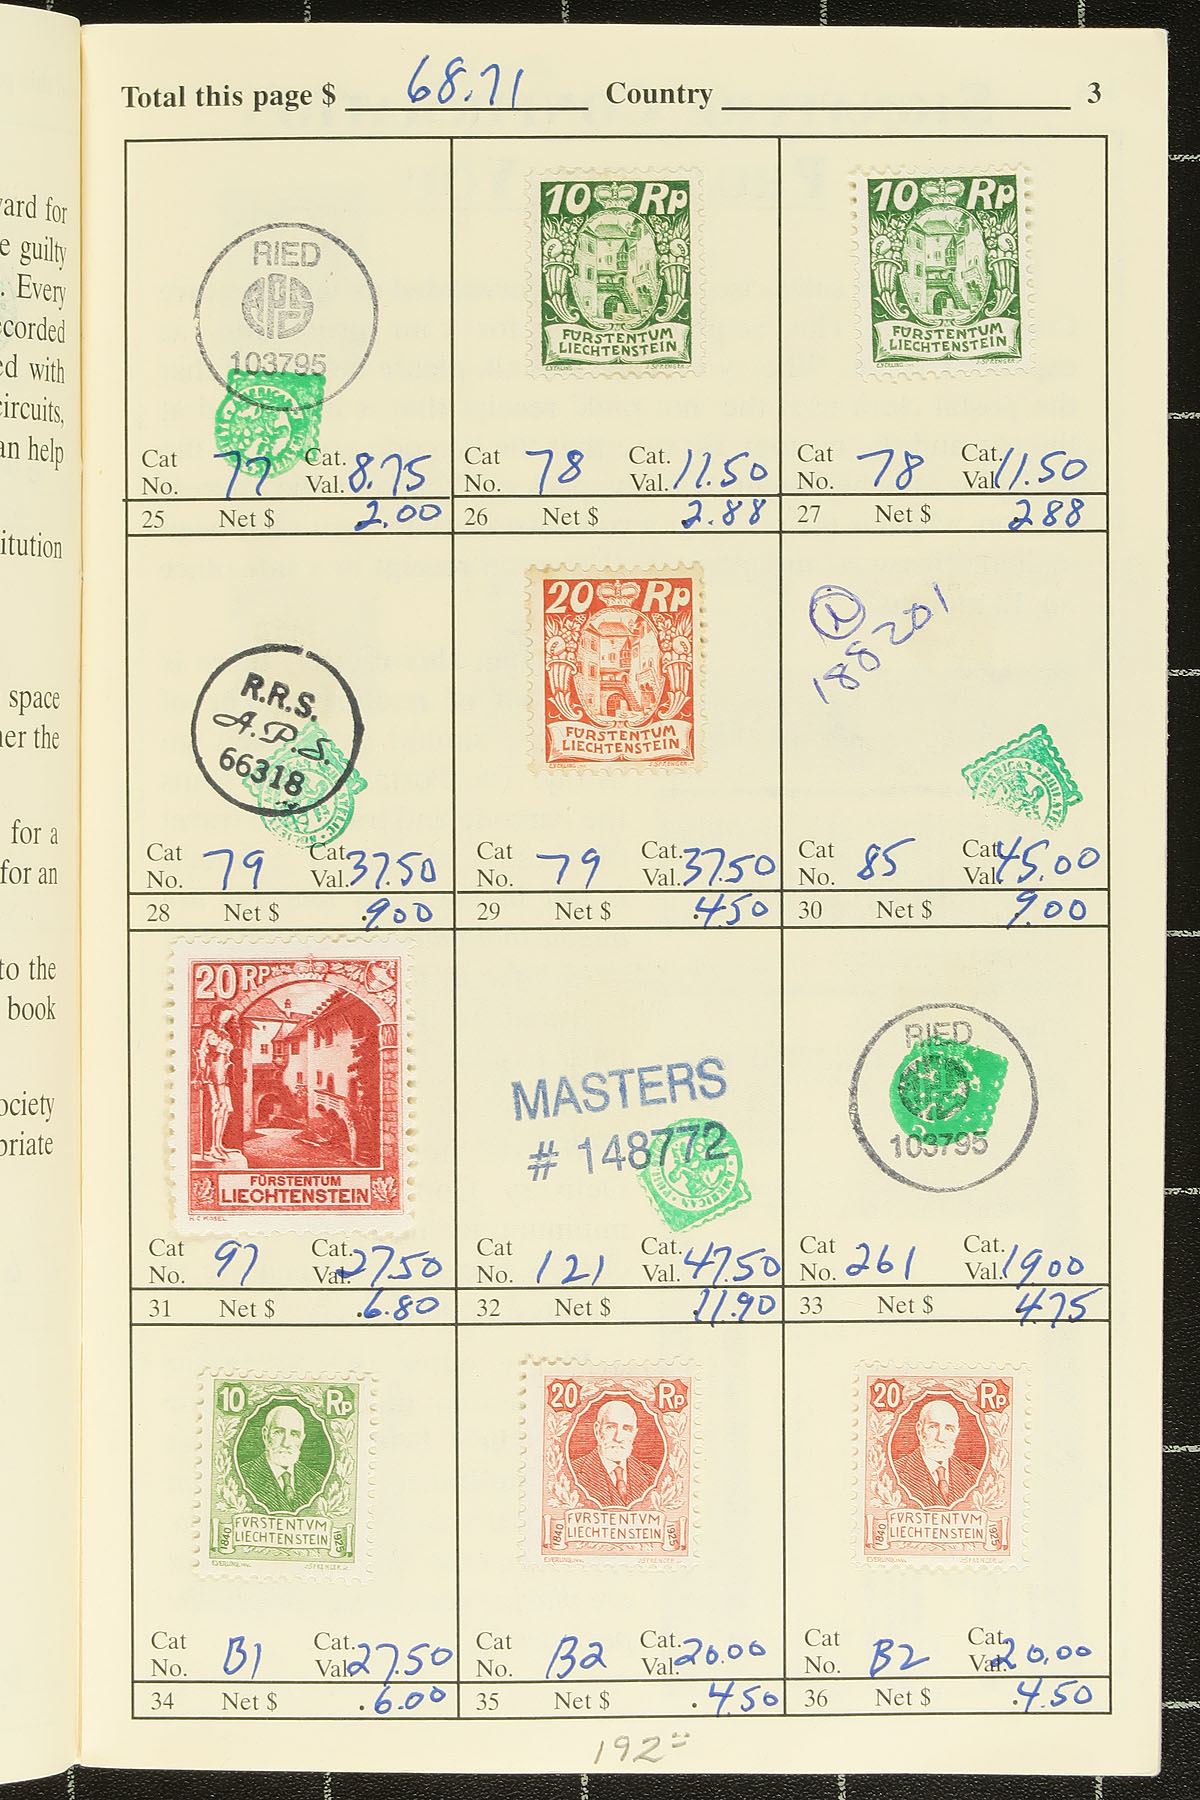 Total this page $ 68.71 Country 3
ard for
e guilty
. Every
corded
d with
ircuits,
an help
itution
space
er the
for a
for an
to the
book
ociety
priate
RIED
103795
10 Rp
FÜRSTENTUM
LIECHTENSTEIN
10 Rp
FÜRSTENTUM
LIECHTENSTEIN
Cat No. 77 Cat. Val. 8.75
25 Net $ 2.00
Cat No. 78 Cat. Val. 11.50
26 Net $ 2.88
Cat No. 78 Cat. Val. 11.50
27 Net $ 2.88
R.R.S.
A.P.S.
66318
20 Rp
FÜRSTENTUM
LIECHTENSTEIN
188201
Cat No. 79 Cat. Val. 37.50
28 Net $ 9.00
Cat No. 79 Cat. Val. 37.50
29 Net $ 4.50
Cat No. 85 Cat. Val. 45.00
30 Net $ 9.00
20 RP
FÜRSTENTUM
LIECHTENSTEIN
H.C. KOSEL
MASTERS
# 148772
RIED
103795
Cat No. 97 Cat. Val. 27.50
31 Net $ 6.80
Cat No. 121 Cat. Val. 47.50
32 Net $ 11.90
Cat No. 261 Cat. Val. 19.00
33 Net $ 4.75
10 Rp
FVRSTENTVM
LIECHTENSTEIN
1840 1925
20 Rp
FVRSTENTVM
LIECHTENSTEIN
1840 1925
20 Rp
FVRSTENTVM
LIECHTENSTEIN
1840 1925
Cat No. B1 Cat. Val. 27.50
34 Net $ 6.00
Cat No. B2 Cat. Val. 20.00
35 Net $ 4.50
Cat No. B2 Cat. Val. 20.00
36 Net $ 4.50
192=